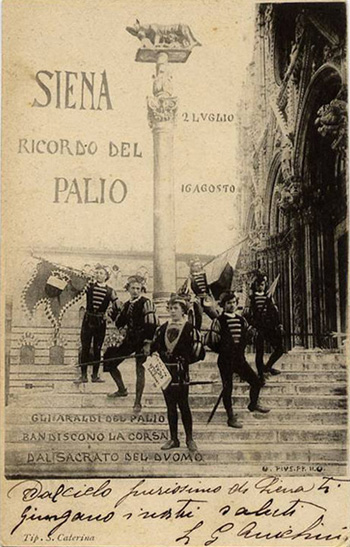 SIENA
2 LUGLIO
RICORDO DEL
PALIO
16 AGOSTO
GLI ARALDI DEL PALIO
BANDISCONO LA CORSA
DAL SACRATO DEL DUOMO
Dal cielo purissimo di Siena ti
giungano i nostri saluti
Tip. S. Caterina